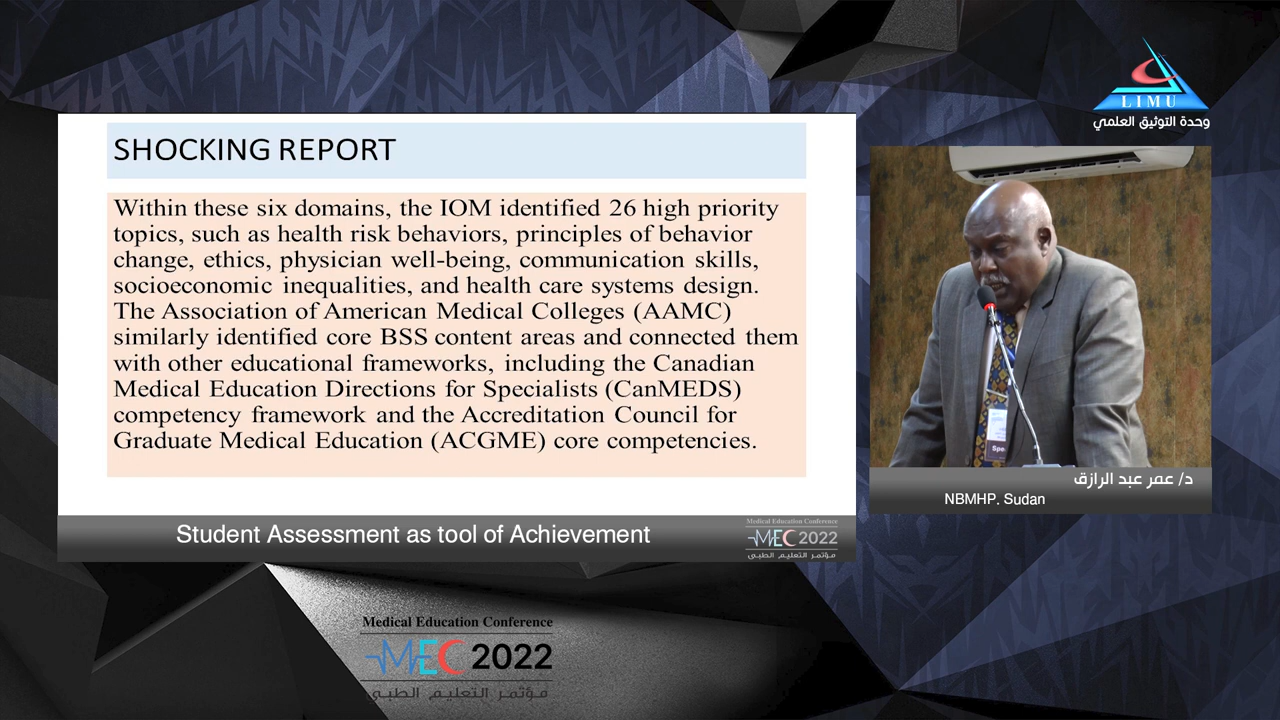 LIMU
وحدة التوثيق العلمي
SHOCKING REPORT
Within these six domains, the IOM identified 26 high priority
topics, such as health risk behaviors, principles of behavior
change, ethics, physician well-being, communication skills,
socioeconomic inequalities, and health care systems design.
The Association of American Medical Colleges (AAMC)
similarly identified core BSS content areas and connected them
with other educational frameworks, including the Canadian
Medical Education Directions for Specialists (CanMEDS)
competency framework and the Accreditation Council for
Graduate Medical Education (ACGME) core competencies.
Spe
د/ عمر عبد الرازق
NBMHP. Sudan
Student Assessment as tool of Achievement
Medical Education Conference
MEC 2022
مؤتمر التعليم الطبي
Medical Education Conference
MEC 2022
مؤتمر التعليم الطبي